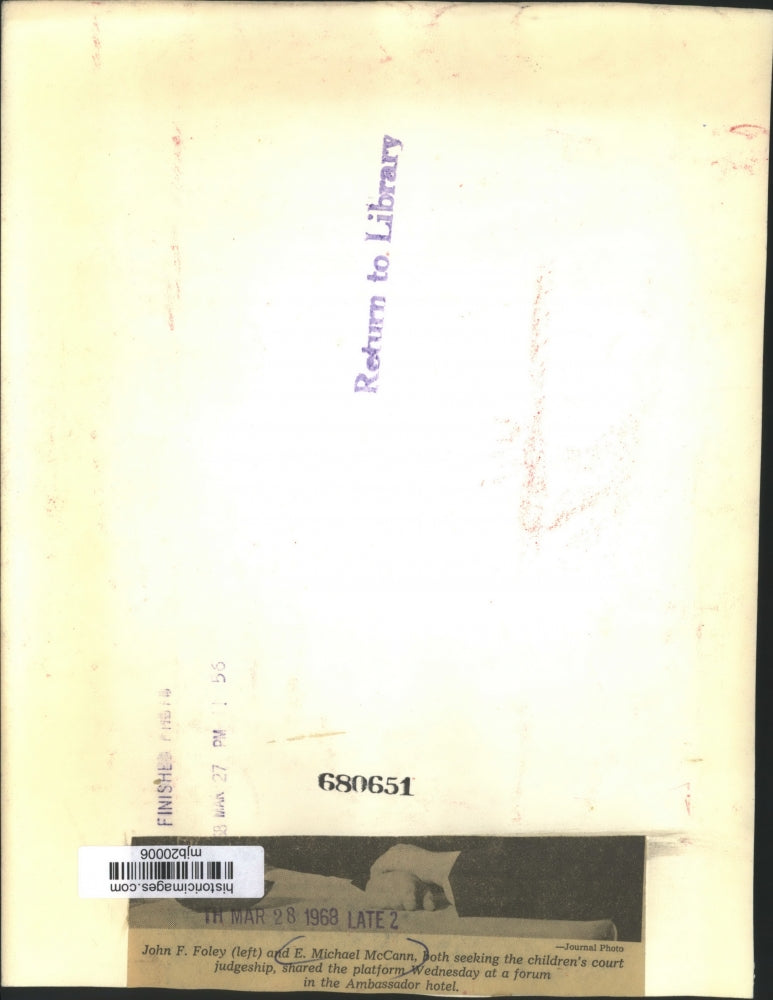 Return to Library
FINISHED
MAR 27 PM 1 56
680651
mjb20006
historicimages.com
TH MAR 28 1968 LATE 2
—Journal Photo
John F. Foley (left) and E. Michael McCann, both seeking the children's court
judgeship, shared the platform Wednesday at a forum
in the Ambassador hotel.